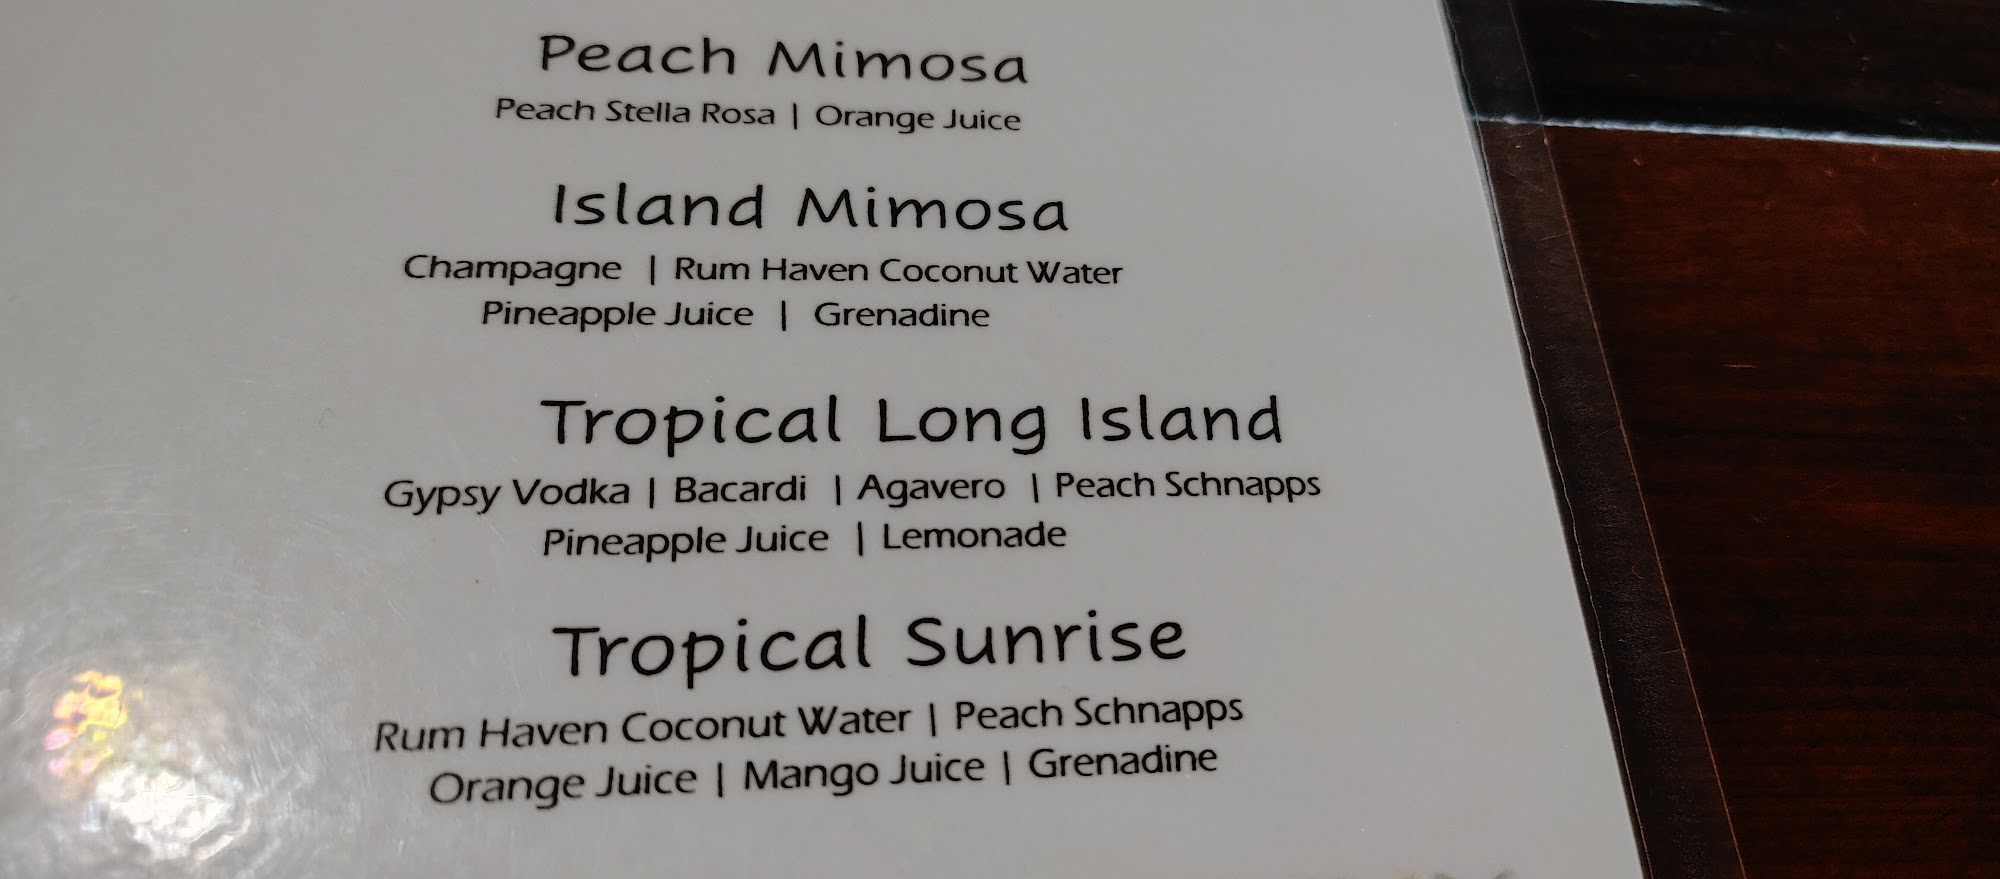 Peach Mimosa
Peach Stella Rosa | Orange Juice
Island Mimosa
Champagne | Rum Haven Coconut Water
Pineapple Juice | Grenadine
Tropical Long Island
Gypsy Vodka | Bacardi | Agavero | Peach Schnapps
Pineapple Juice | Lemonade
Tropical Sunrise
Rum Haven Coconut Water | Peach Schnapps
Orange Juice | Mango Juice | Grenadine